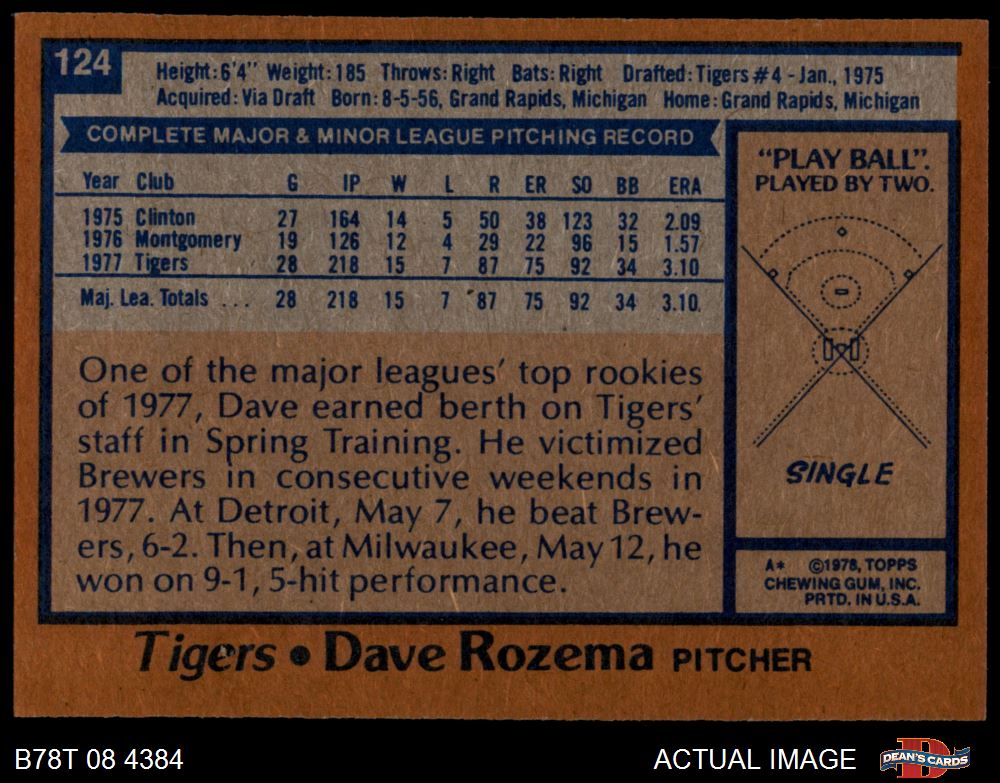 124
Height: 6'4" Weight: 185 Throws: Right Bats: Right Drafted: Tigers #4 - Jan., 1975
Acquired: Via Draft Born: 8-5-56, Grand Rapids, Michigan Home: Grand Rapids, Michigan
COMPLETE MAJOR & MINOR LEAGUE PITCHING RECORD
Year Club G IP W L R ER SO BB ERA
1975 Clinton 27 164 14 5 50 38 123 32 2.09
1976 Montgomery 19 126 12 4 29 22 96 15 1.57
1977 Tigers 28 218 15 7 87 75 92 34 3.10
Maj. Lea. Totals ... 28 218 15 7 87 75 92 34 3.10.
One of the major leagues' top rookies
of 1977, Dave earned berth on Tigers'
staff in Spring Training. He victimized
Brewers in consecutive weekends in
1977. At Detroit, May 7, he beat Brew-
ers, 6-2. Then, at Milwaukee, May 12, he
won on 9-1, 5-hit performance.
"PLAY BALL".
PLAYED BY TWO.
SINGLE
A* ©1978, TOPPS
CHEWING GUM, INC.
PRTD. IN U.S.A.
Tigers • Dave Rozema PITCHER
B78T 08 4384
ACTUAL IMAGE
DEAN'S CARDS